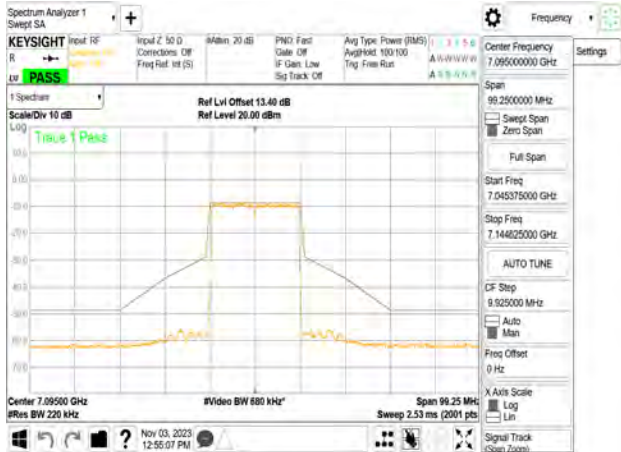 Spectrum Analyzer 1
Swept SA
+
Frequency
KEYSIGHT
Input: RF
R
LV PASS
Input Z: 50 Ω
Corrections: Off
Freq Ref: Int (S)
#Atten: 20 dB
PNO: Fast
Gate: Off
IF Gain: Low
Sig Track: Off
Avg Type: Power (RMS)
Avg|Hold: 100/100
Trig: Free Run
1 Spectrum
Scale/Div 10 dB
Ref Lvl Offset 13.40 dB
Ref Level 20.00 dBm
Log
Trace 1 Pass
Center 7.09500 GHz
#Res BW 220 kHz
#Video BW 680 kHz*
Span 99.25 MHz
Sweep 2.53 ms (2001 pts
?
Nov 03, 2023
12:55:07 PM
Center Frequency
7.095000000 GHz
Settings
Span
99.2500000 MHz
Swept Span
Zero Span
Full Span
Start Freq
7.045375000 GHz
Stop Freq
7.144625000 GHz
AUTO TUNE
CF Step
9.925000 MHz
Auto
Man
Freq Offset
0 Hz
X Axis Scale
Log
Lin
Signal Track
(Span Zoom)